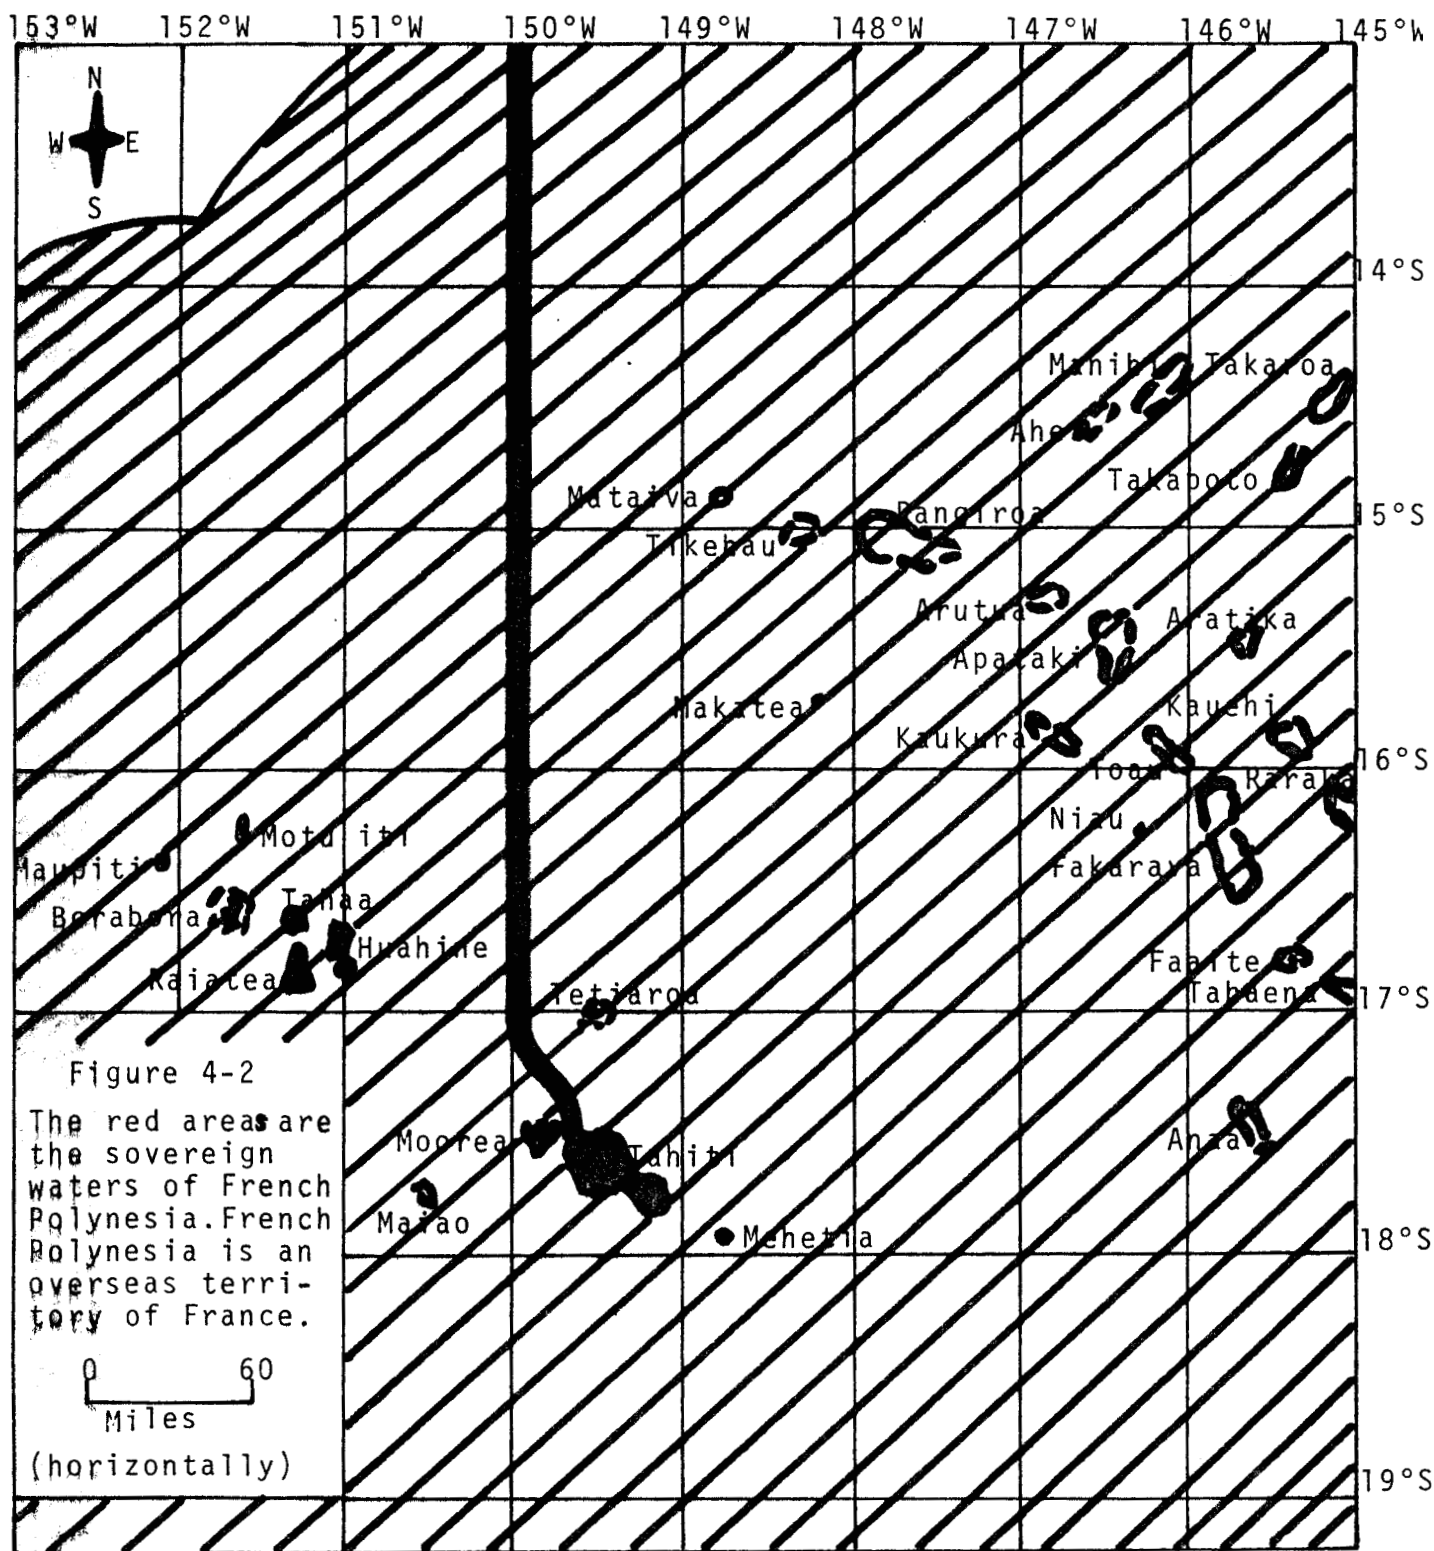 153°W 152°W 151°W 150°W 149°W 148°W 147°W 146°W 145°W
N
W E
S
14°S
Manihi Takaroa
Ahe
Takapoto
Mataiva
15°S
Rangiroa
Tikehau
Arutua
Aratika
Apataki
Kauehi
Makatea
Kaukura
16°S
Toau
Raraka
Niau
Motu iti
Maupiti
Fakarava
Tahaa
Borabora
Huahine
Raiatea
Faaite
Tahaena
Tetiaroa
17°S
Figure 4-2
The red areas are
the sovereign
waters of French
Polynesia.French
Polynesia is an
overseas terri-
tory of France.
Moorea
Tahiti
Anaa
Maiao
Mehetia
18°S
0 60
Miles
(horizontally)
19°S